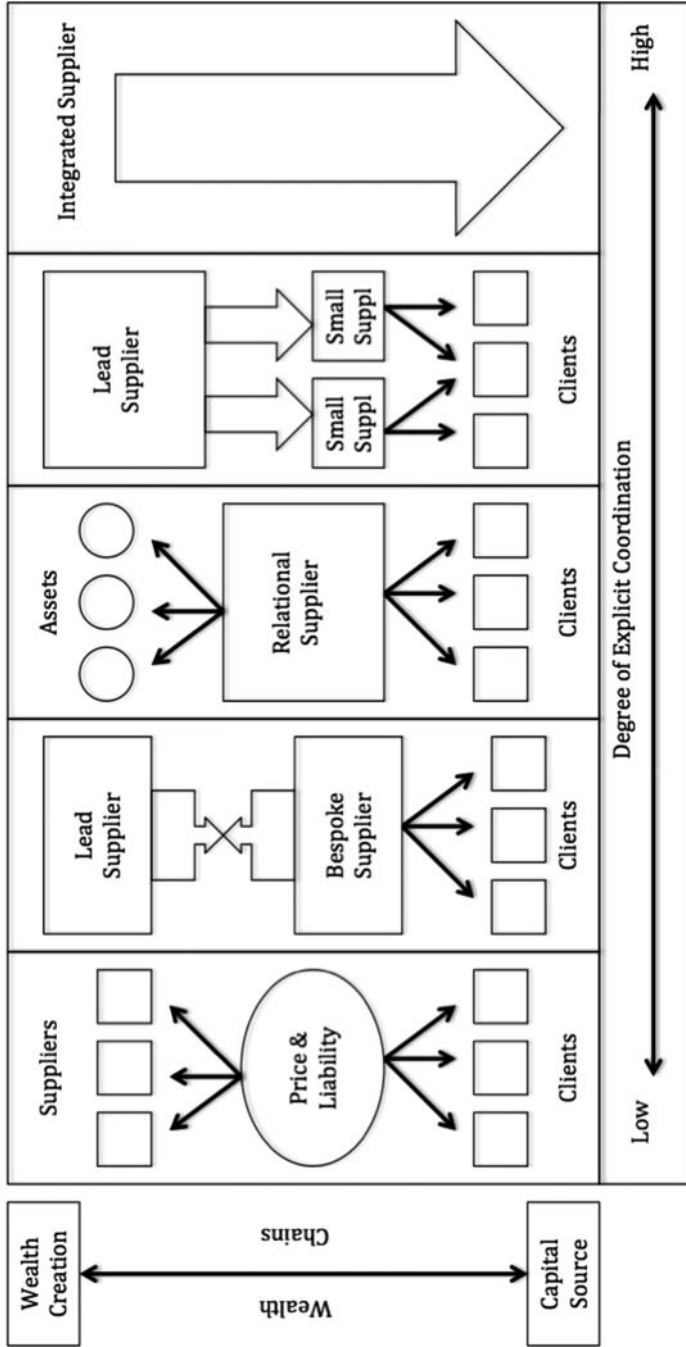 Wealth
Creation
Wealth
Chains
Capital
Source
Suppliers
Price &
Liability
Clients
Lead
Supplier
Bespoke
Supplier
Clients
Assets
Relational
Supplier
Clients
Lead
Supplier
Small
Suppl
Small
Suppl
Clients
Integrated Supplier
Low
Degree of Explicit Coordination
High